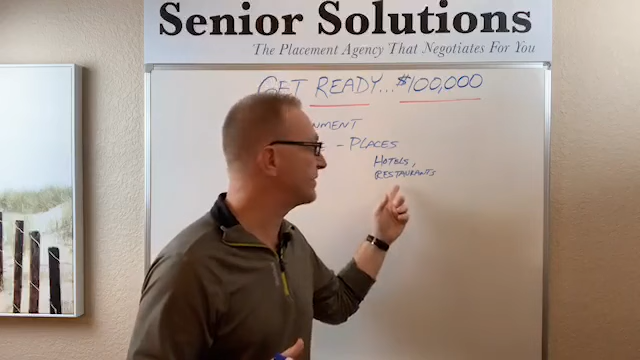 Senior Solutions
The Placement Agency That Negotiates For You
GET READY... $100,000
NMENT
- PLACES
HOTELS,
RESTAURANTS